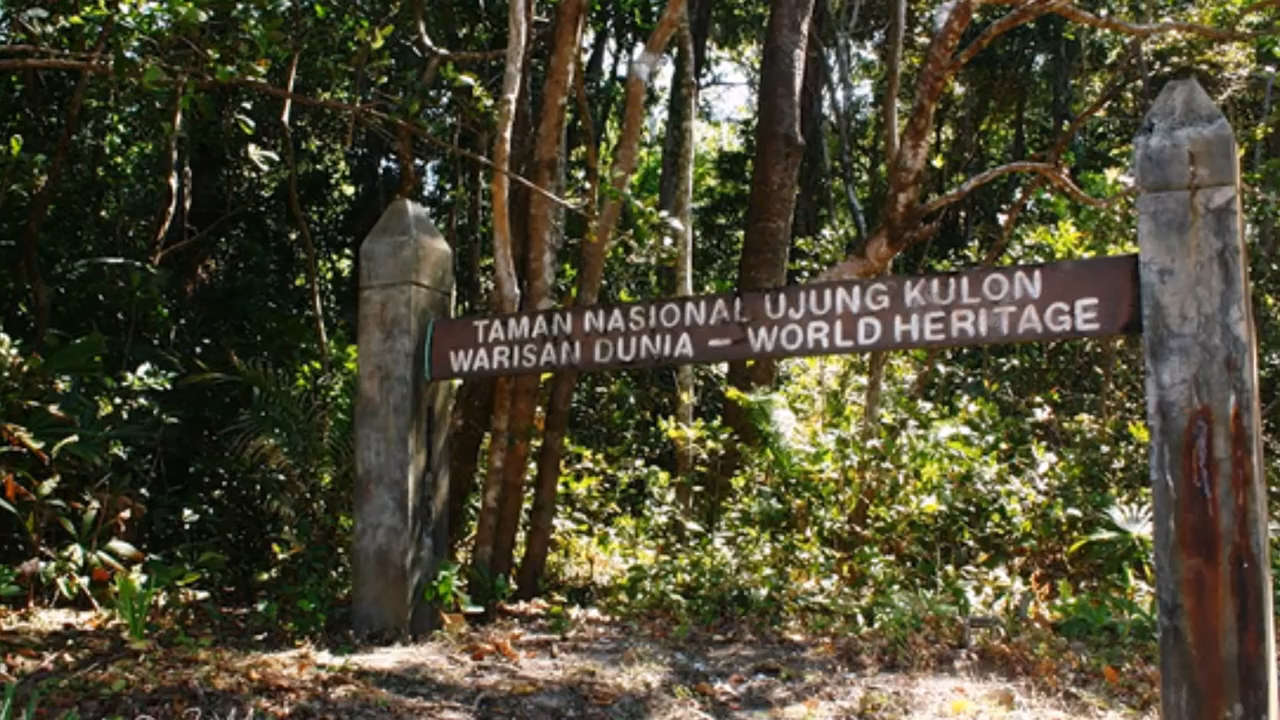 TAMAN NASIONAL UJUNG KULON
WARISAN DUNIA – WORLD HERITAGE